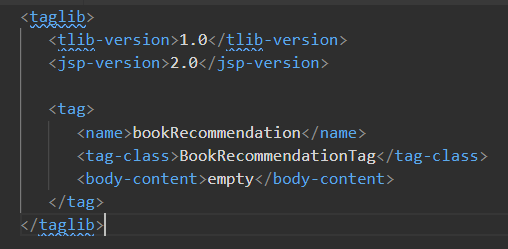 <taglib>
<tlib-version>1.0</tlib-version>
<jsp-version>2.0</jsp-version>
<tag>
<name>bookRecommendation</name>
<tag-class>BookRecommendationTag</tag-class>
<body-content>empty</body-content>
</tag>
</taglib>